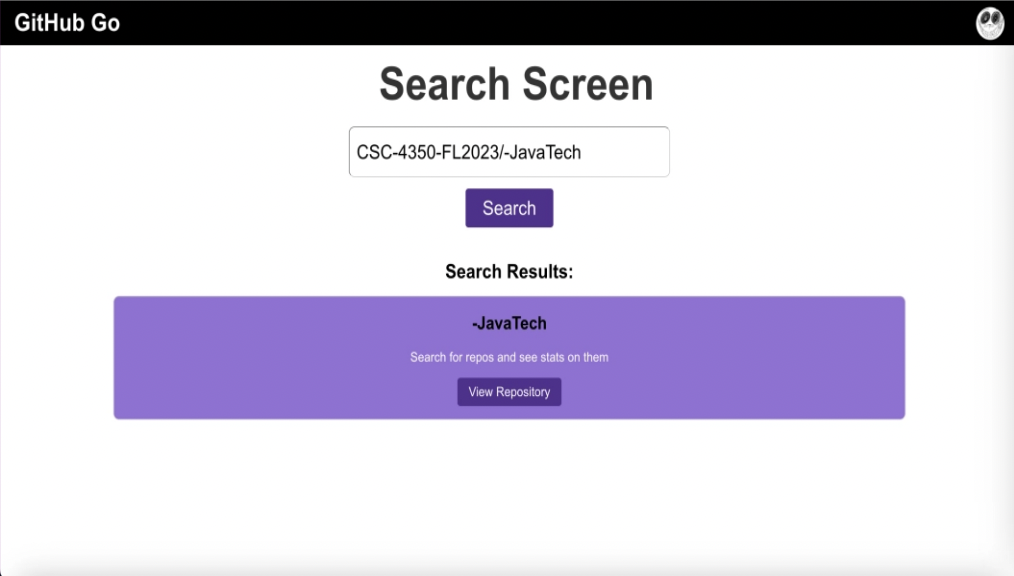 GitHub Go
Search Screen
CSC-4350-FL2023/-JavaTech
Search
Search Results:
-JavaTech
Search for repos and see stats on them
View Repository